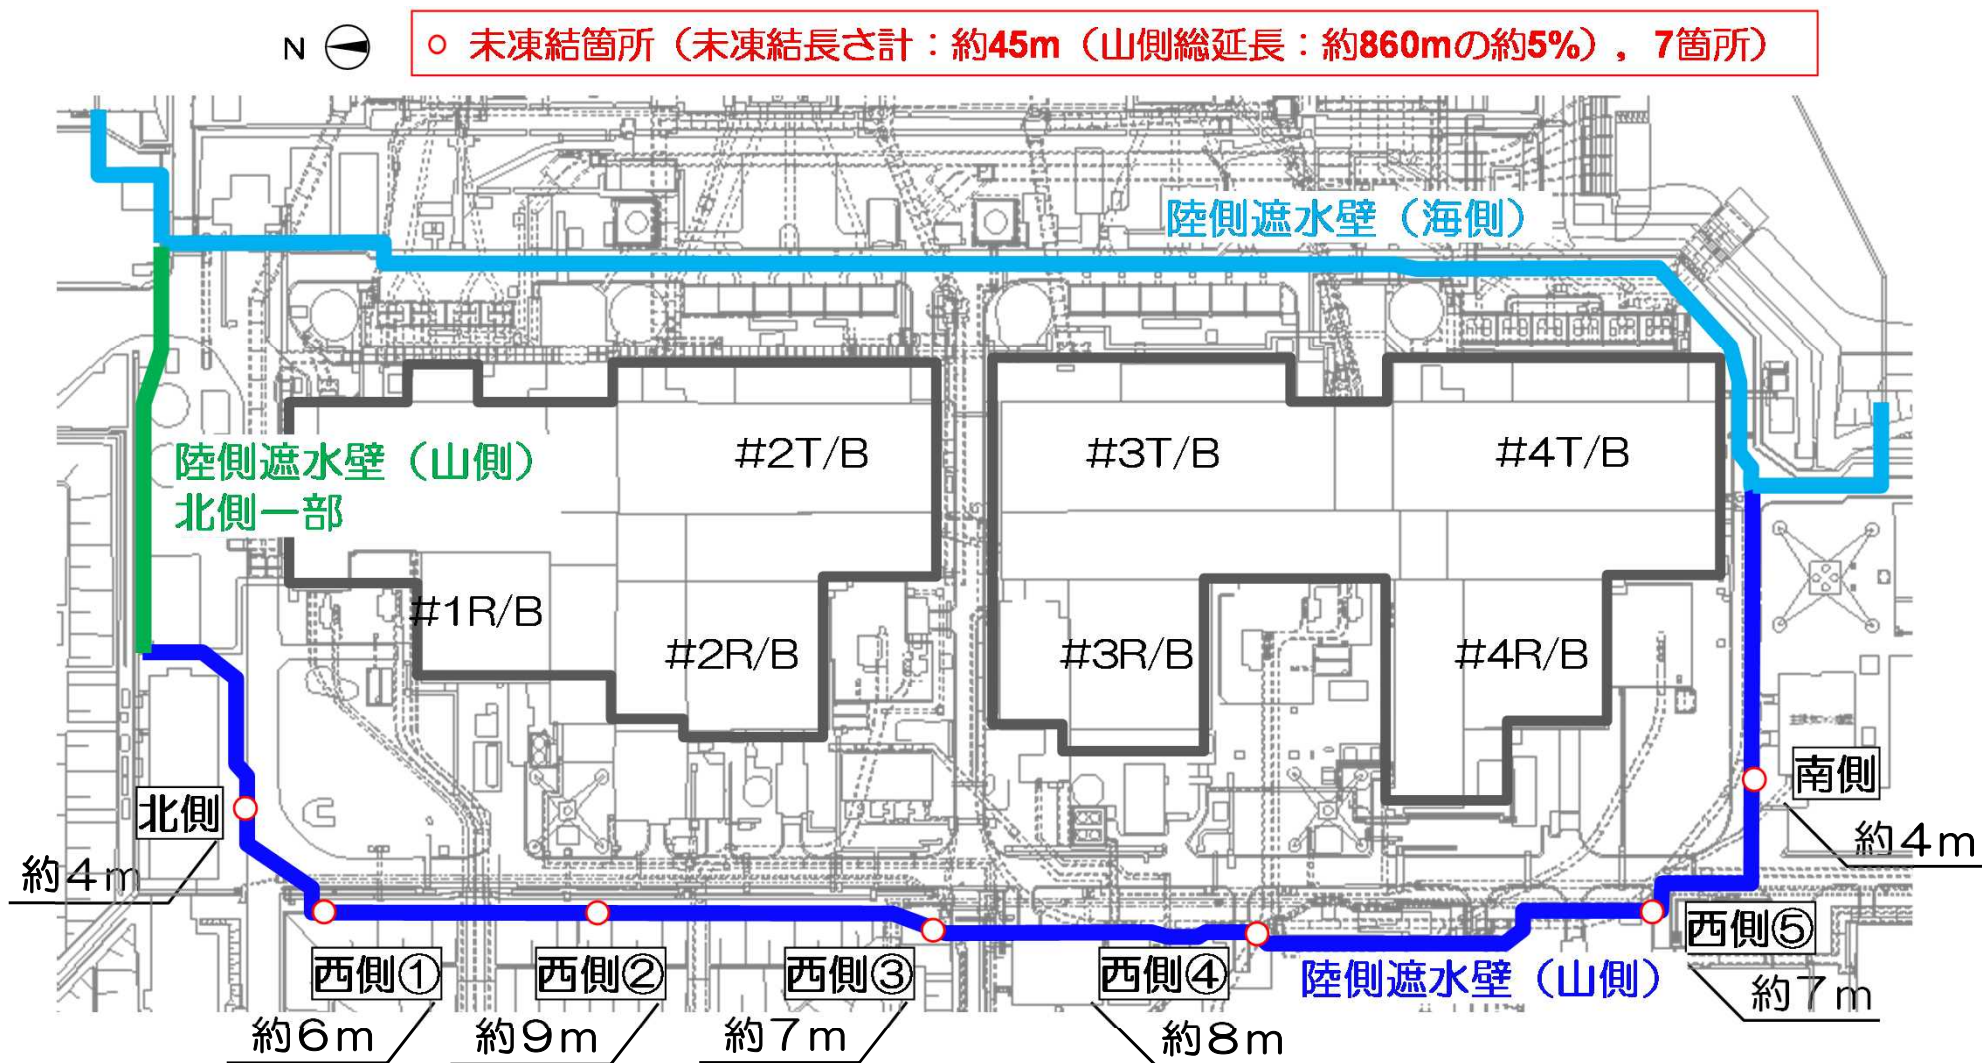 N
○ 未凍結箇所（未凍結長さ計：約45m（山側総延長：約860mの約5%），7箇所）
陸側遮水壁（海側）
陸側遮水壁（山側）
北側一部
#2T/B
#3T/B
#4T/B
#1R/B
#2R/B
#3R/B
#4R/B
北側
約4m
南側
約4m
西側①
約6m
西側②
約9m
西側③
約7m
西側④
約8m
陸側遮水壁（山側）
西側⑤
約7m